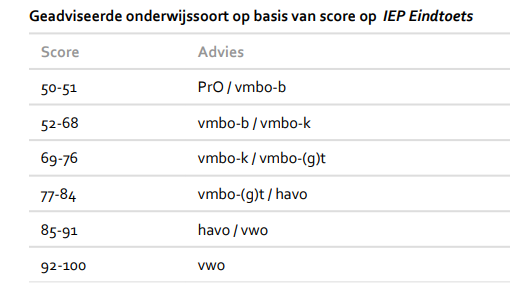 Geadviseerde onderwijssoort op basis van score op IEP Eindtoets
Score Advies
50-51 PrO / vmbo-b
52-68 vmbo-b / vmbo-k
69-76 vmbo-k / vmbo-(g)t
77-84 vmbo-(g)t / havo
85-91 havo / vwo
92-100 vwo